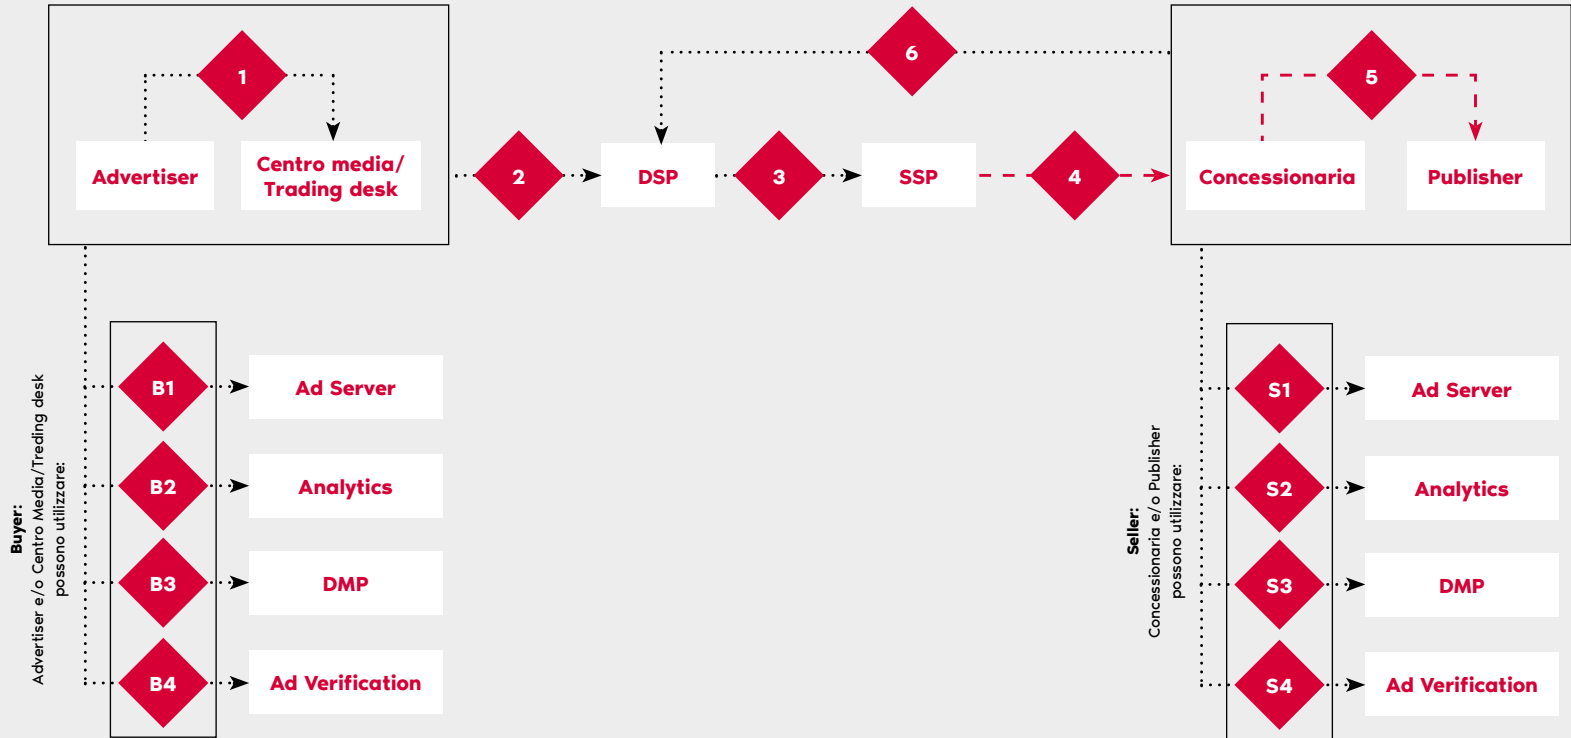 6
1
5
Advertiser
Centro media/
Trading desk
2
DSP
3
SSP
4
Concessionaria
Publisher
Buyer:
Advertiser e/o Centro Media/Treding desk
possono utilizzare:
B1
Ad Server
B2
Analytics
B3
DMP
B4
Ad Verification
Seller:
Concessionaria e/o Publisher
possono utilizzare:
S1
Ad Server
S2
Analytics
S3
DMP
S4
Ad Verification